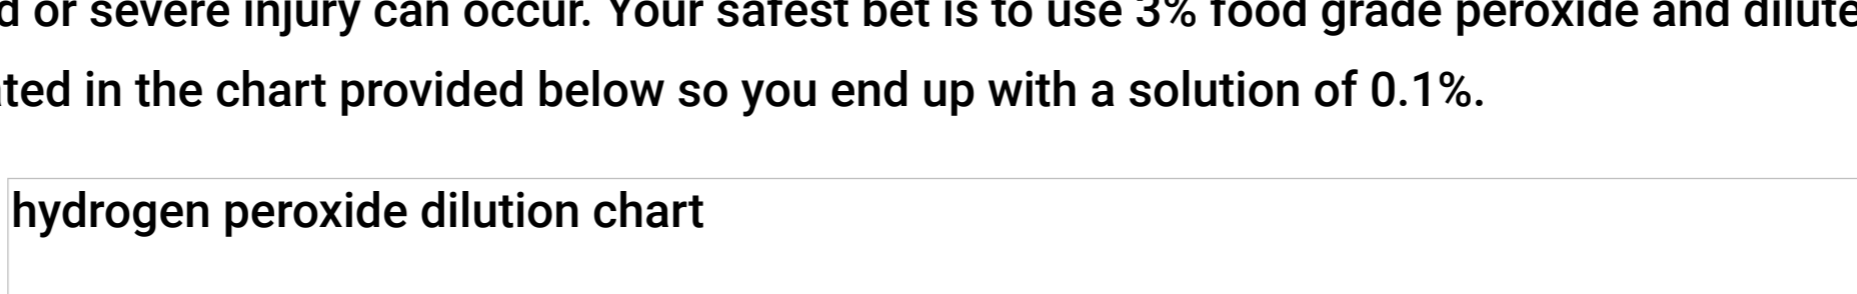 d or severe injury can occur. Your safest bet is to use 3% food grade peroxide and dilute
ted in the chart provided below so you end up with a solution of 0.1%.
hydrogen peroxide dilution chart